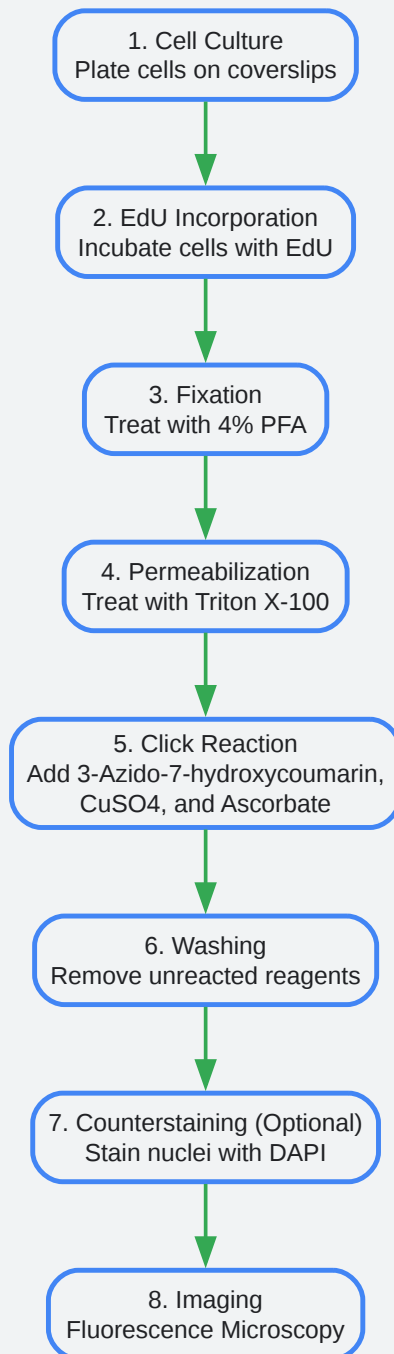 1. Cell Culture
Plate cells on coverslips
2. EdU Incorporation
Incubate cells with EdU
3. Fixation
Treat with 4% PFA
4. Permeabilization
Treat with Triton X-100
5. Click Reaction
Add 3-Azido-7-hydroxycoumarin,
CuSO4, and Ascorbate
6. Washing
Remove unreacted reagents
7. Counterstaining (Optional)
Stain nuclei with DAPI
8. Imaging
Fluorescence Microscopy